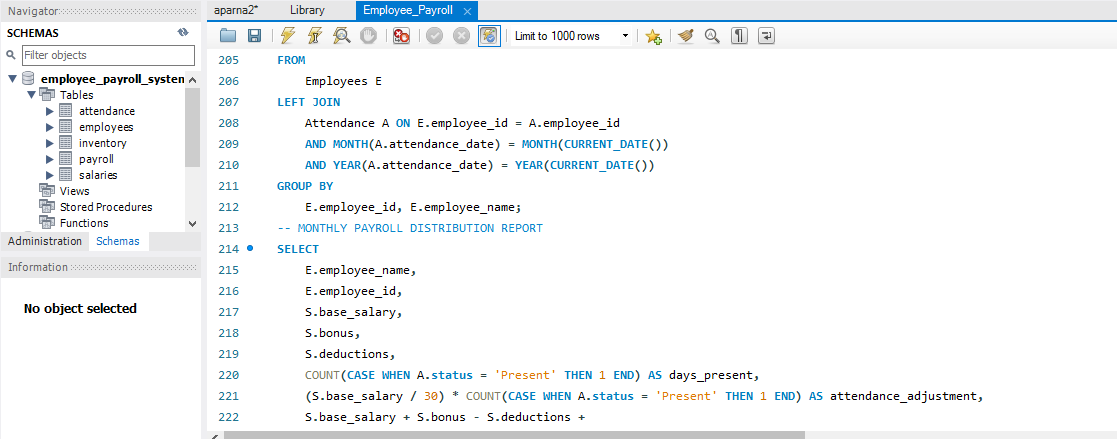 Navigator
SCHEMAS
Filter objects
employee_payroll_system
Tables
attendance
employees
inventory
payroll
salaries
Views
Stored Procedures
Functions
Administration Schemas
Information
No object selected
aparna2* Library Employee_Payroll
Limit to 1000 rows
205 FROM
206 Employees E
207 LEFT JOIN
208 Attendance A ON E.employee_id = A.employee_id
209 AND MONTH(A.attendance_date) = MONTH(CURRENT_DATE())
210 AND YEAR(A.attendance_date) = YEAR(CURRENT_DATE())
211 GROUP BY
212 E.employee_id, E.employee_name;
213 -- MONTHLY PAYROLL DISTRIBUTION REPORT
214 SELECT
215 E.employee_name,
216 E.employee_id,
217 S.base_salary,
218 S.bonus,
219 S.deductions,
220 COUNT(CASE WHEN A.status = 'Present' THEN 1 END) AS days_present,
221 (S.base_salary / 30) * COUNT(CASE WHEN A.status = 'Present' THEN 1 END) AS attendance_adjustment,
222 S.base_salary + S.bonus - S.deductions +